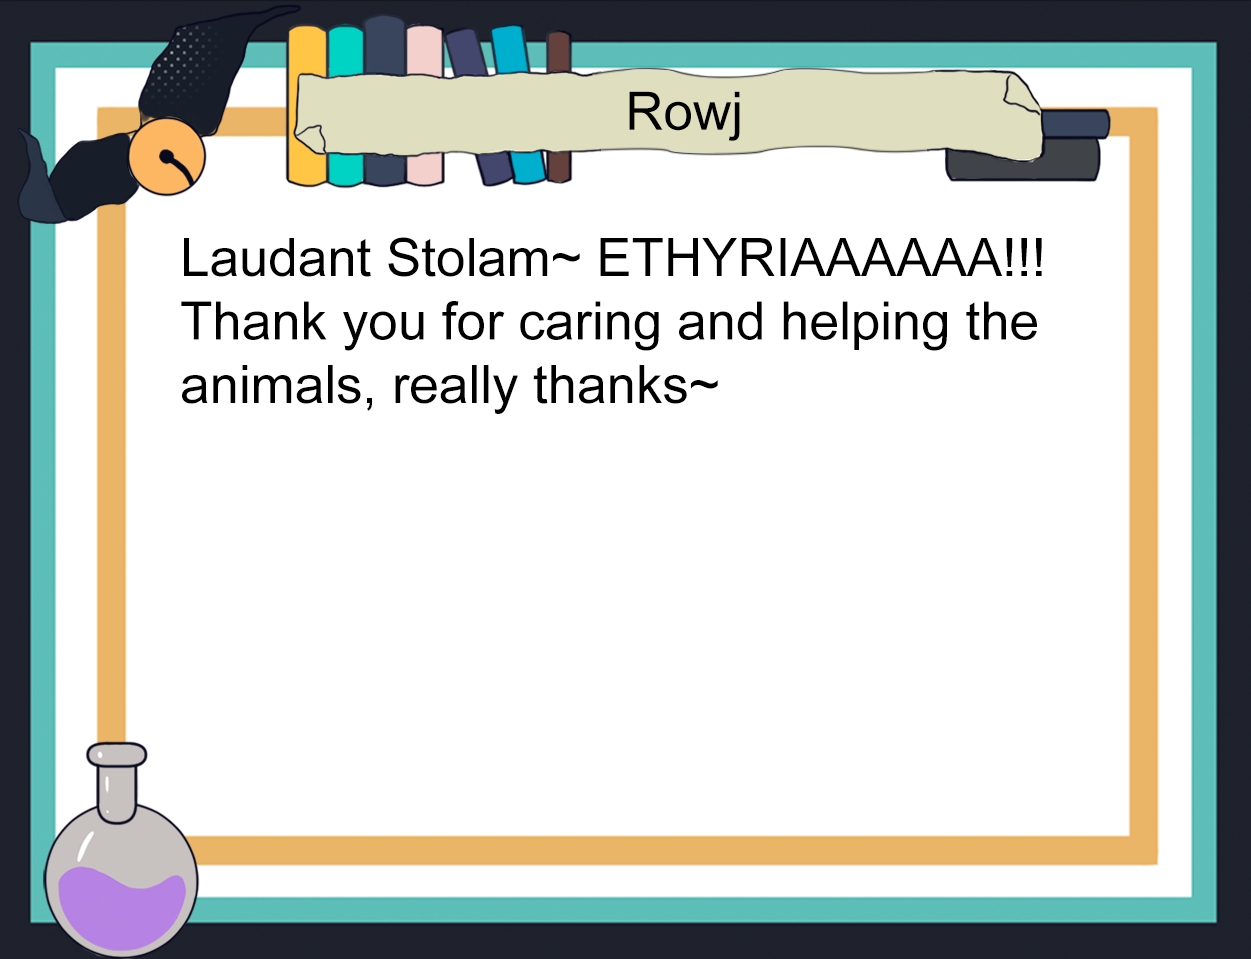 Rowj
Laudant Stolam~ ETHYRIAAAAAA!!!
Thank you for caring and helping the
animals, really thanks~